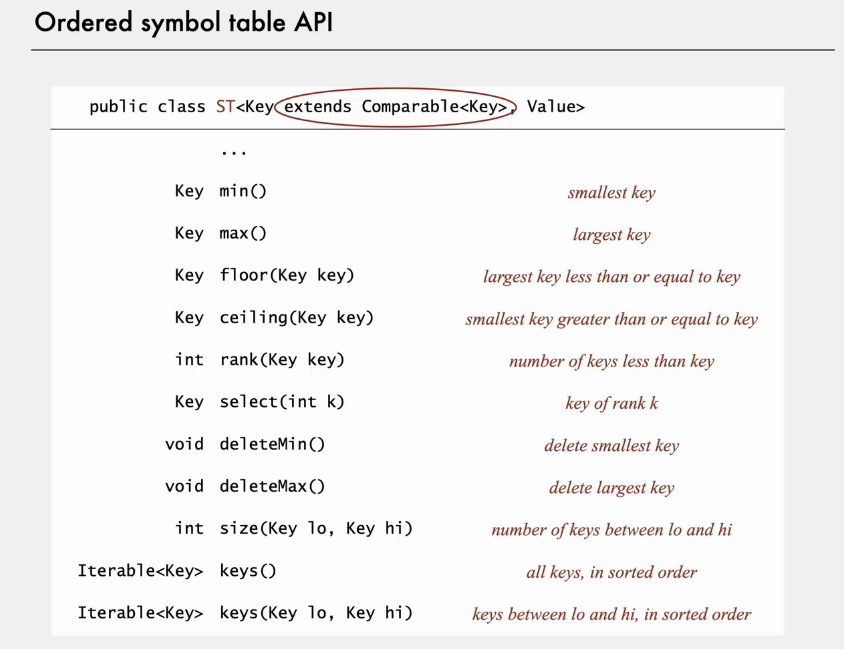 Ordered symbol table API
public class ST<Key extends Comparable<Key>, Value>
...
Key min() smallest key
Key max() largest key
Key floor(Key key) largest key less than or equal to key
Key ceiling(Key key) smallest key greater than or equal to key
int rank(Key key) number of keys less than key
Key select(int k) key of rank k
void deleteMin() delete smallest key
void deleteMax() delete largest key
int size(Key lo, Key hi) number of keys between lo and hi
Iterable<Key> keys() all keys, in sorted order
Iterable<Key> keys(Key lo, Key hi) keys between lo and hi, in sorted order